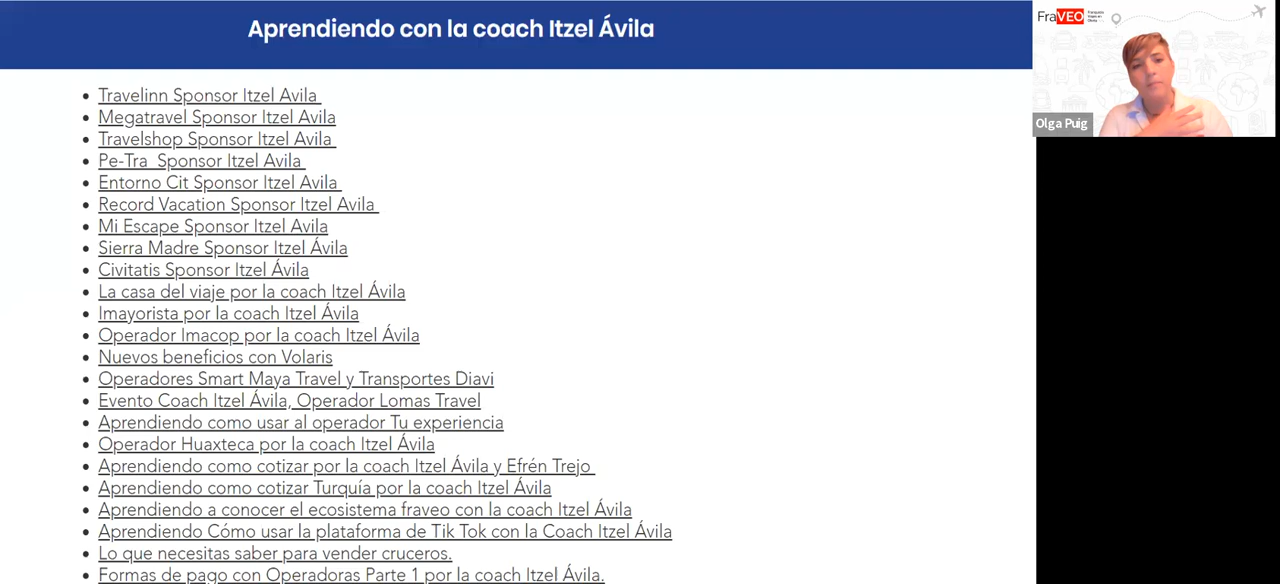 Aprendiendo con la coach Itzel Ávila
Travelinn Sponsor Itzel Avila
Megatravel Sponsor Itzel Avila
Travelshop Sponsor Itzel Avila
Pe-Tra  Sponsor Itzel Avila
Entorno Cit Sponsor Itzel Avila
Record Vacation Sponsor Itzel Avila
Mi Escape Sponsor Itzel Avila
Sierra Madre Sponsor Itzel Ávila
Civitatis Sponsor Itzel Ávila
La casa del viaje por la coach Itzel Ávila
Imayorista por la coach Itzel Ávila
Operador Imacop por la coach Itzel Ávila
Nuevos beneficios con Volaris
Operadores Smart Maya Travel y Transportes Diavi
Evento Coach Itzel Ávila, Operador Lomas Travel
Aprendiendo como usar al operador Tu experiencia
Operador Huaxteca por la coach Itzel Ávila
Aprendiendo como cotizar por la coach Itzel Ávila y Efrén Trejo
Aprendiendo como cotizar Turquía por la coach Itzel Ávila
Aprendiendo a conocer el ecosistema fraveo con la coach Itzel Ávila
Aprendiendo Cómo usar la plataforma de Tik Tok con la Coach Itzel Ávila
Lo que necesitas saber para vender cruceros.
Formas de pago con Operadoras Parte 1 por la coach Itzel Ávila.
FraVEO
Olga Puig